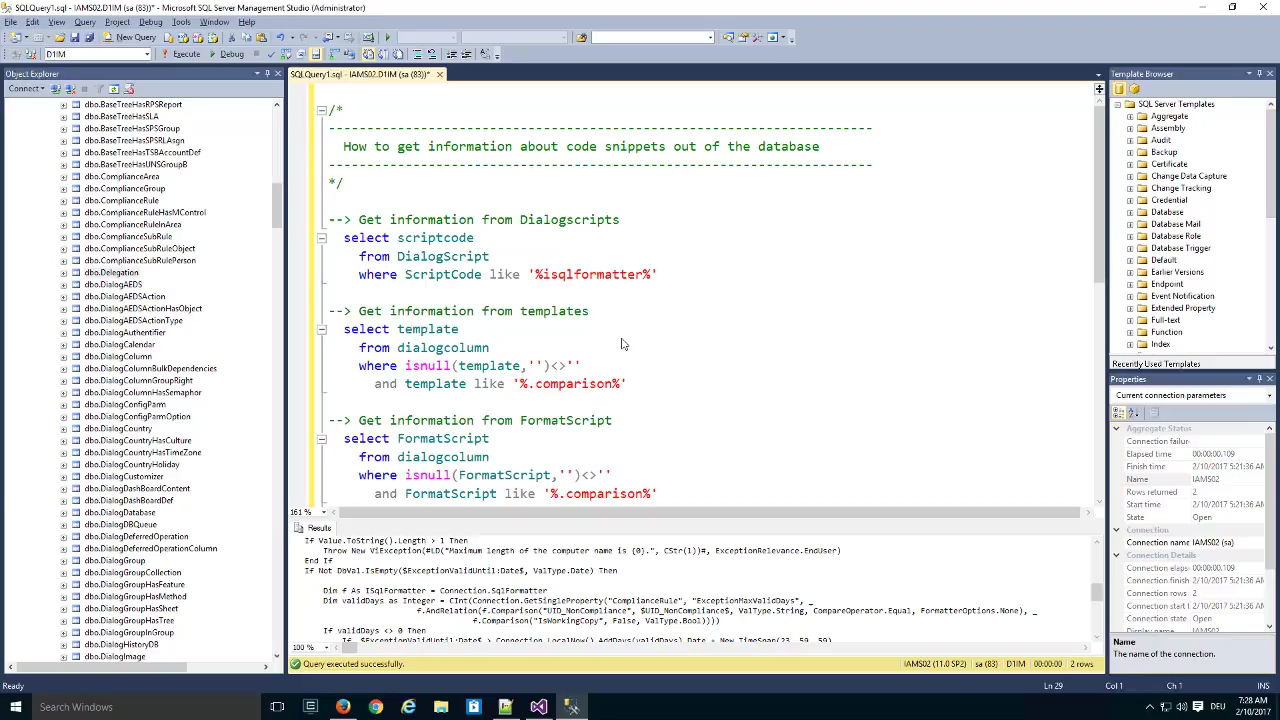 SQLQuery1.sql - IAMS02.D1IM (sa (83))* - Microsoft SQL Server Management Studio (Administrator)
File Edit View Query Project Debug Tools Window Help
New Query
D1IM Execute Debug
Object Explorer
Connect
dbo.BaseTreeHasRPSReport
dbo.BaseTreeHasSLA
dbo.BaseTreeHasSPSGroup
dbo.BaseTreeHasSPSRLAsgn
dbo.BaseTreeHasTSBAccountDef
dbo.BaseTreeHasUNSGroupB
dbo.ComplianceArea
dbo.ComplianceGroup
dbo.ComplianceRule
dbo.ComplianceRuleHasMControl
dbo.ComplianceRuleInArea
dbo.ComplianceSubRule
dbo.ComplianceSubRuleObject
dbo.ComplianceSubRulePerson
dbo.Delegation
dbo.DialogAEDS
dbo.DialogAEDSAction
dbo.DialogAEDSActionHasObject
dbo.DialogAEDSActionType
dbo.DialogAuthentifier
dbo.DialogCalendar
dbo.DialogColumn
dbo.DialogColumnBulkDependencies
dbo.DialogColumnGroupRight
dbo.DialogColumnHasSemaphor
dbo.DialogConfigParm
dbo.DialogConfigParmOption
dbo.DialogCountry
dbo.DialogCountryHasCulture
dbo.DialogCountryHasTimeZone
dbo.DialogCountryHoliday
dbo.DialogCustomizer
dbo.DialogDashBoardContent
dbo.DialogDashBoardDef
dbo.DialogDatabase
dbo.DialogDBQueue
dbo.DialogDeferredOperation
dbo.DialogDeferredOperationColumn
dbo.DialogGroup
dbo.DialogGroupCollection
dbo.DialogGroupHasFeature
dbo.DialogGroupHasMethod
dbo.DialogGroupHasSheet
dbo.DialogGroupHasTree
dbo.DialogGroupInGroup
dbo.DialogHistoryDB
dbo.DialogImage
SQLQuery1.sql - IAMS02.D1IM (sa (83))*
/*
-----------------------------------------------------------------------
How to get information about code snippets out of the database
-----------------------------------------------------------------------
*/
--> Get information from Dialogscripts
select scriptcode
from DialogScript
where ScriptCode like '%isqlformatter%'
--> Get information from templates
select template
from dialogcolumn
where isnull(template,'')<>''
and template like '%.comparison%'
--> Get information from FormatScript
select FormatScript
from dialogcolumn
where isnull(FormatScript,'')<>''
and FormatScript like '%.comparison%'
161 %
Results
If Value.ToString().Length > 1 Then
Throw New ViException(#LD("Maximum length of the computer name is {0}.", CStr(1))#, ExceptionRelevance.EndUser)
End If
If Not DbVal.IsEmpty($ExceptionValidUntil:Date$, ValType.Date) Then
Dim f As ISqlFormatter = Connection.SqlFormatter
Dim validDays as Integer = CInt(Connection.GetSingleProperty("ComplianceRule", "ExceptionMaxValidDays", _
f.AndRelation(f.Comparison("UID_NonCompliance", $UID_NonCompliance$, ValType.String, CompareOperator.Equal, FormatterOptions.None), _
f.Comparison("IsWorkingCopy", False, ValType.Bool))))
If validDays <> 0 Then
If $ExceptionValidUntil:Date$ > Connection.LocalNow().AddDays(validDays).Date + New TimeSpan(23, 59, 59)
100 %
Query executed successfully.
IAMS02 (11.0 SP2) sa (83) D1IM 00:00:00 2 rows
Template Browser
SQL Server Templates
Aggregate
Assembly
Audit
Backup
Certificate
Change Data Capture
Change Tracking
Credential
Database
Database Mail
Database Role
Database Trigger
Default
Earlier Versions
Endpoint
Event Notification
Extended Property
Full-text
Function
Index
Recently Used Templates
Properties
Current connection parameters
Aggregate Status
Connection failur
Elapsed time 00:00:00.109
Finish time 2/10/2017 5:21:36 A
Name IAMS02
Rows returned 2
Start time 2/10/2017 5:21:36 A
State Open
Connection
Connection name IAMS02 (sa)
Connection Details
Connection elaps 00:00:00.109
Connection finish 2/10/2017 5:21:36 A
Connection rows 2
Connection start t 2/10/2017 5:21:36 A
Connection state Open
Display name IAMS02
Name
The name of the connection.
Ready Ln 29 Col 1 Ch 1 INS
Search Windows
DEU 7:28 AM
2/10/2017